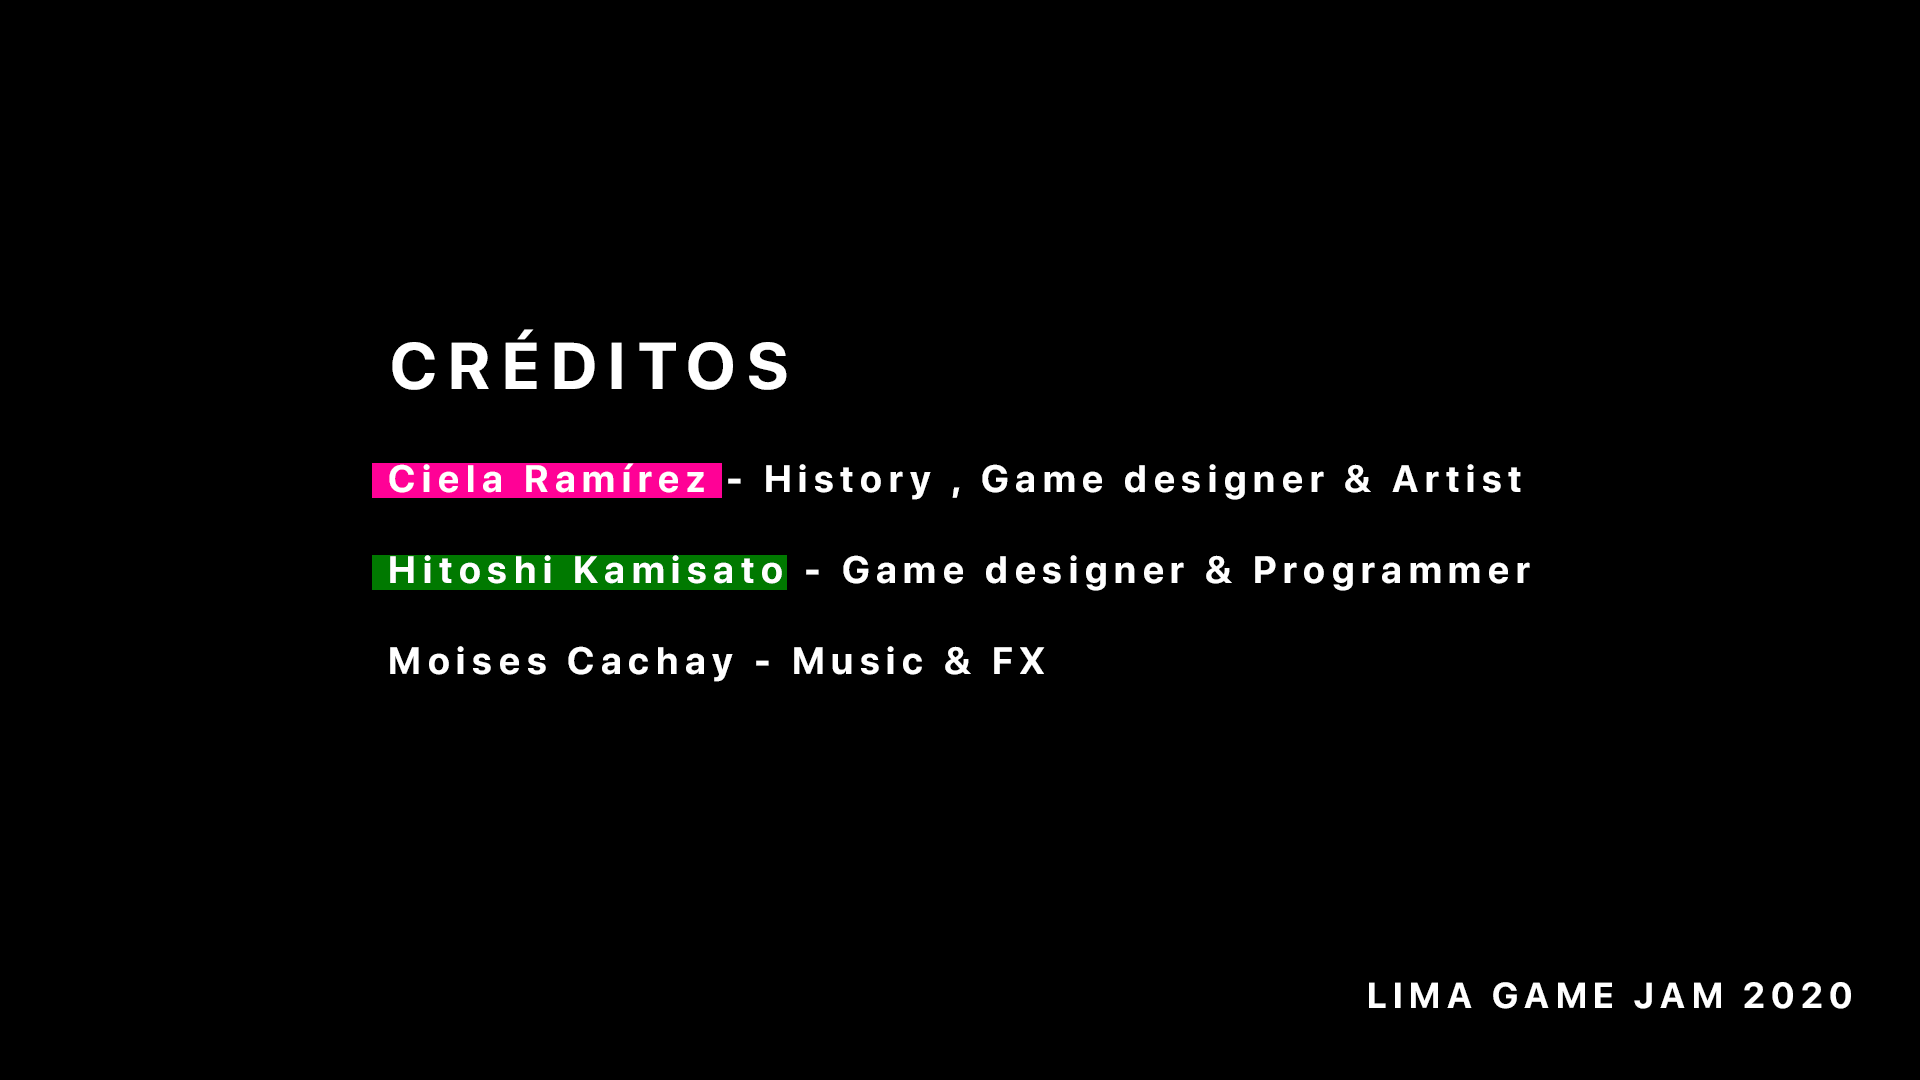 CRÉDITOS
Ciela Ramírez - History , Game designer & Artist
Hitoshi Kamisato - Game designer & Programmer
Moises Cachay - Music & FX
LIMA GAME JAM 2020